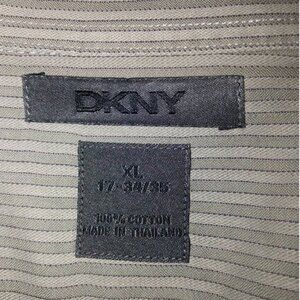 DKNY
XL
17-34/35
100% COTTON
MADE IN THAILAND